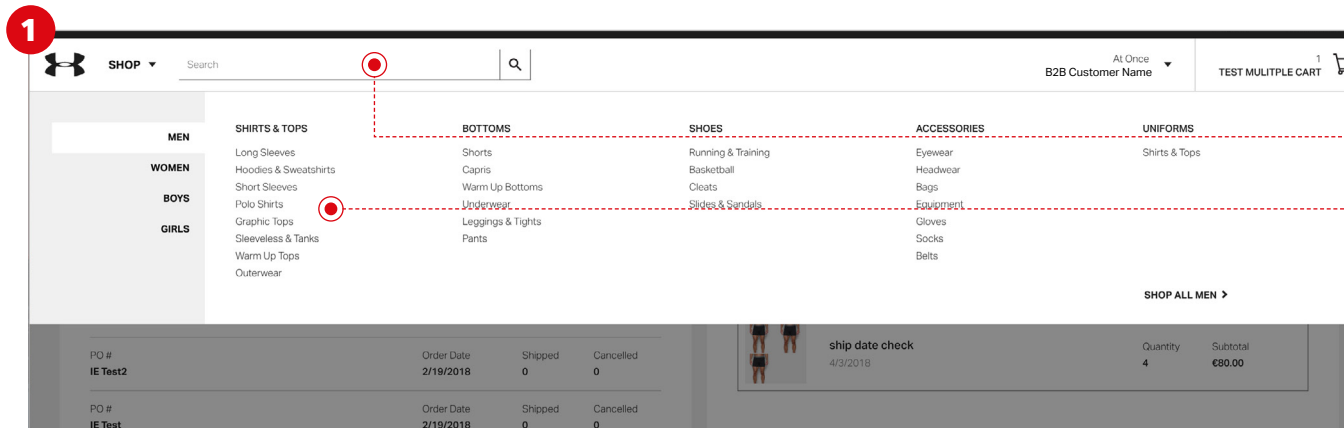 1
SHOP
Search
At Once
B2B Customer Name
1
TEST MULITPLE CART
MEN
WOMEN
BOYS
GIRLS
SHIRTS & TOPS
Long Sleeves
Hoodies & Sweatshirts
Short Sleeves
Polo Shirts
Graphic Tops
Sleeveless & Tanks
Warm Up Tops
Outerwear
BOTTOMS
Shorts
Capris
Warm Up Bottoms
Underwear
Leggings & Tights
Pants
SHOES
Running & Training
Basketball
Cleats
Slides & Sandals
ACCESSORIES
Eyewear
Headwear
Bags
Equipment
Gloves
Socks
Belts
UNIFORMS
Shirts & Tops
SHOP ALL MEN
PO # Order Date Shipped Cancelled
IE Test2 2/19/2018 0 0
PO # Order Date Shipped Cancelled
IE Test 2/19/2018 0 0
ship date check Quantity Subtotal
4/3/2018 4 €80.00